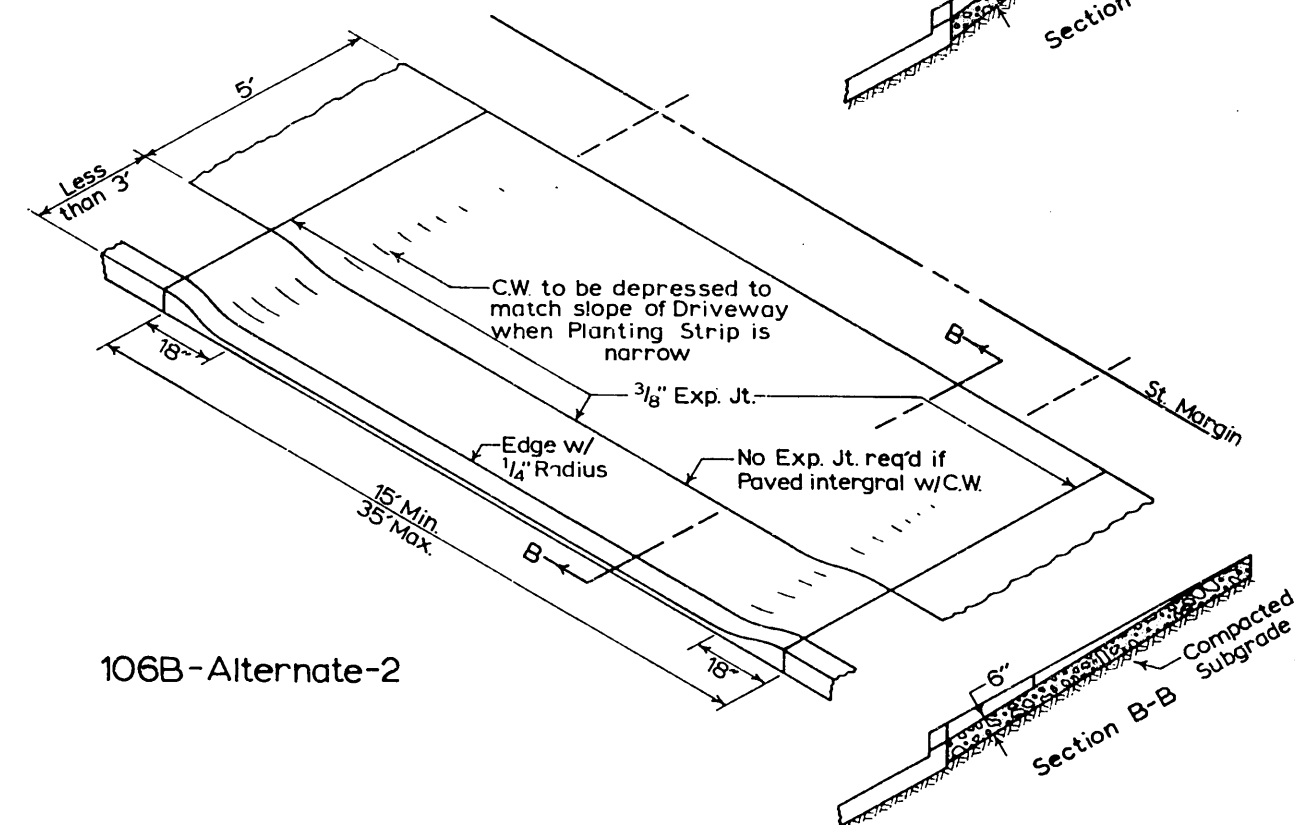 Section
5'
Less
than 3'
C.W. to be depressed to
match slope of Driveway
when Planting Strip is
narrow
B
18"
3/8" Exp. Jt.
St. Margin
Edge w/
1/4" Radius
No Exp. Jt. req'd if
Paved intergral w/C.W.
15' Min.
35' Max.
B
18"
106B-Alternate-2
6"
Compacted
Subgrade
Section B-B